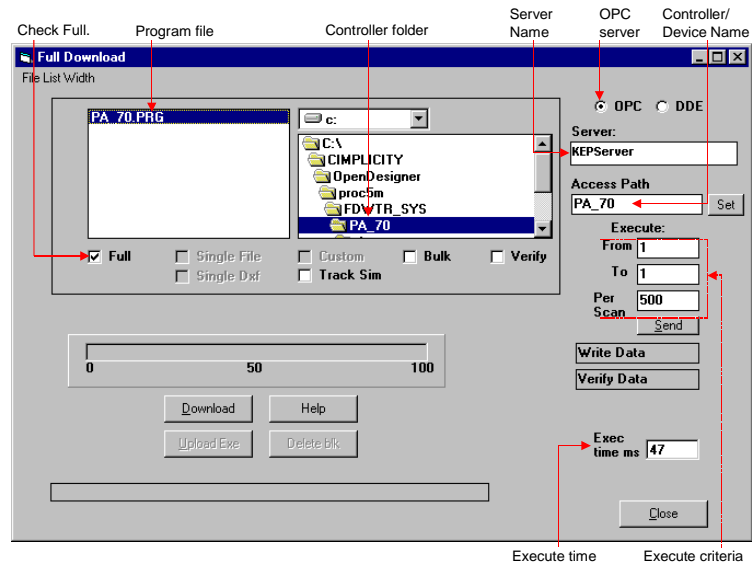 Check Full.
Program file
Controller folder
Server
Name
OPC
server
Controller/
Device Name
Full Download
File List Width
PA_70.PRG
c:
C:\
CIMPLICITY
OpenDesigner
proc5m
FDWTR_SYS
PA_70
OPC
DDE
Server:
KEPServer
Access Path
PA_70
Set
Execute:
From
1
To
1
Per
Scan
500
Send
Full
Single File
Custom
Bulk
Verify
Single Dxf
Track Sim
0
50
100
Write Data
Verify Data
Download
Help
Upload Exe
Delete blk
Exec
time ms
47
Close
Execute time
Execute criteria